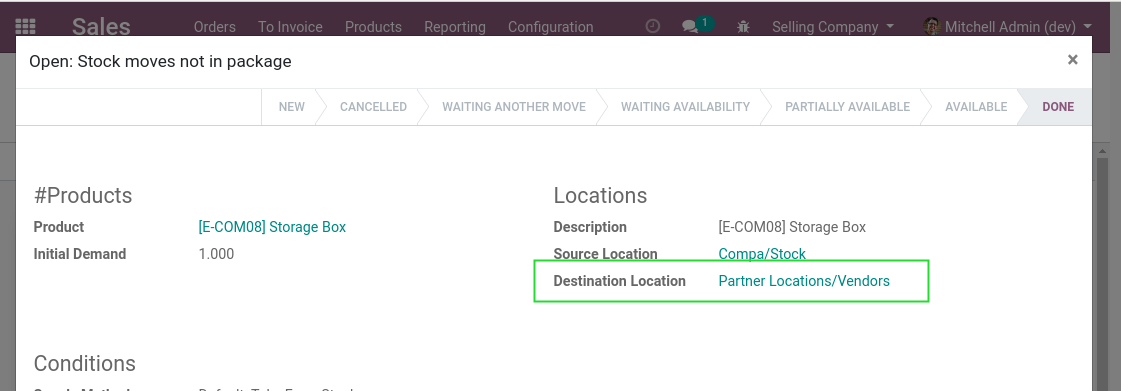 Sales Orders To Invoice Products Reporting Configuration 1 Selling Company Mitchell Admin (dev)
Open: Stock moves not in package ×
NEW CANCELLED WAITING ANOTHER MOVE WAITING AVAILABILITY PARTIALLY AVAILABLE AVAILABLE DONE
#Products
Product [E-COM08] Storage Box
Initial Demand 1.000
Locations
Description [E-COM08] Storage Box
Source Location Compa/Stock
Destination Location Partner Locations/Vendors
Conditions